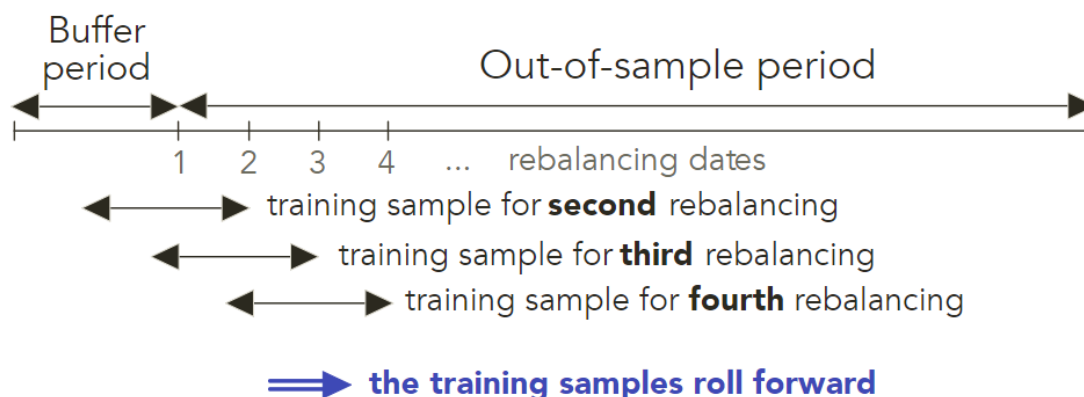 Buffer
period
Out-of-sample period
1 2 3 4 ... rebalancing dates
training sample for second rebalancing
training sample for third rebalancing
training sample for fourth rebalancing
the training samples roll forward